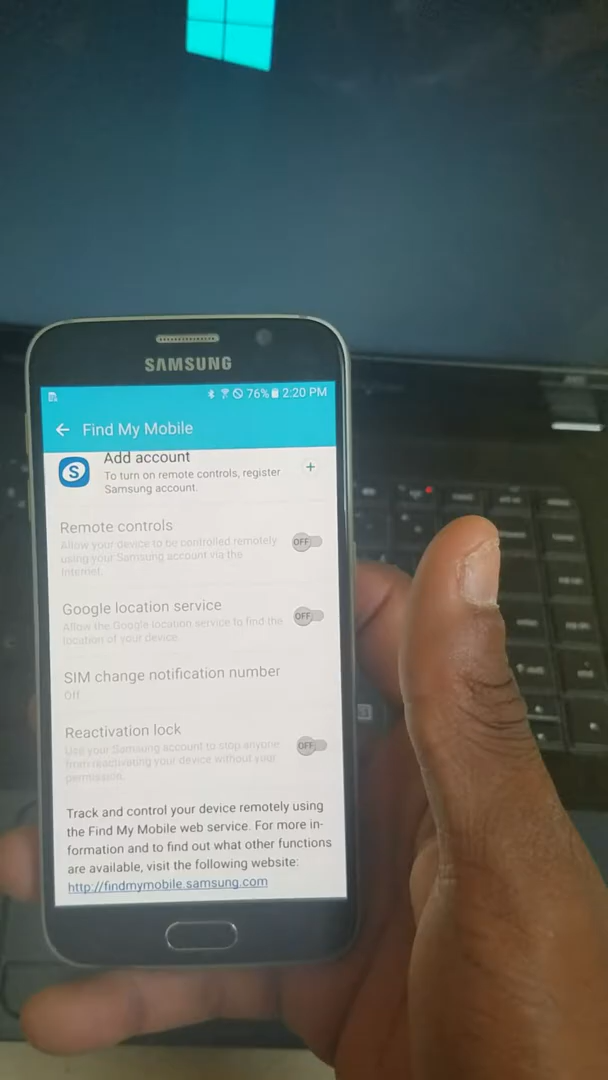 SAMSUNG
76% 2:20 PM
Find My Mobile
Add account
To turn on remote controls, register
Samsung account.
Remote controls
OFF
Allow your device to be controlled remotely
using your Samsung account via the
Internet.
Google location service
OFF
Allow the Google location service to find the
location of your device.
SIM change notification number
Off
Reactivation lock
OFF
Use your Samsung account to stop anyone
from reactivating your device without your
permission.
Track and control your device remotely using
the Find My Mobile web service. For more in-
formation and to find out what other functions
are available, visit the following website:
http://findmymobile.samsung.com